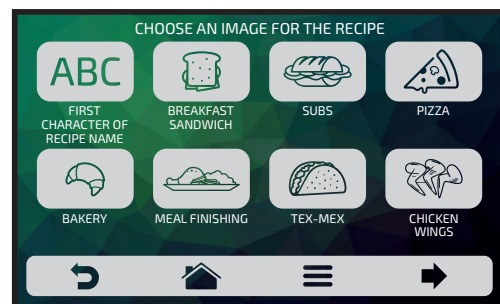 CHOOSE AN IMAGE FOR THE RECIPE
ABC
FIRST
CHARACTER OF
RECIPE NAME
BREAKFAST
SANDWICH
SUBS
PIZZA
BAKERY
MEAL FINISHING
TEX-MEX
CHICKEN
WINGS